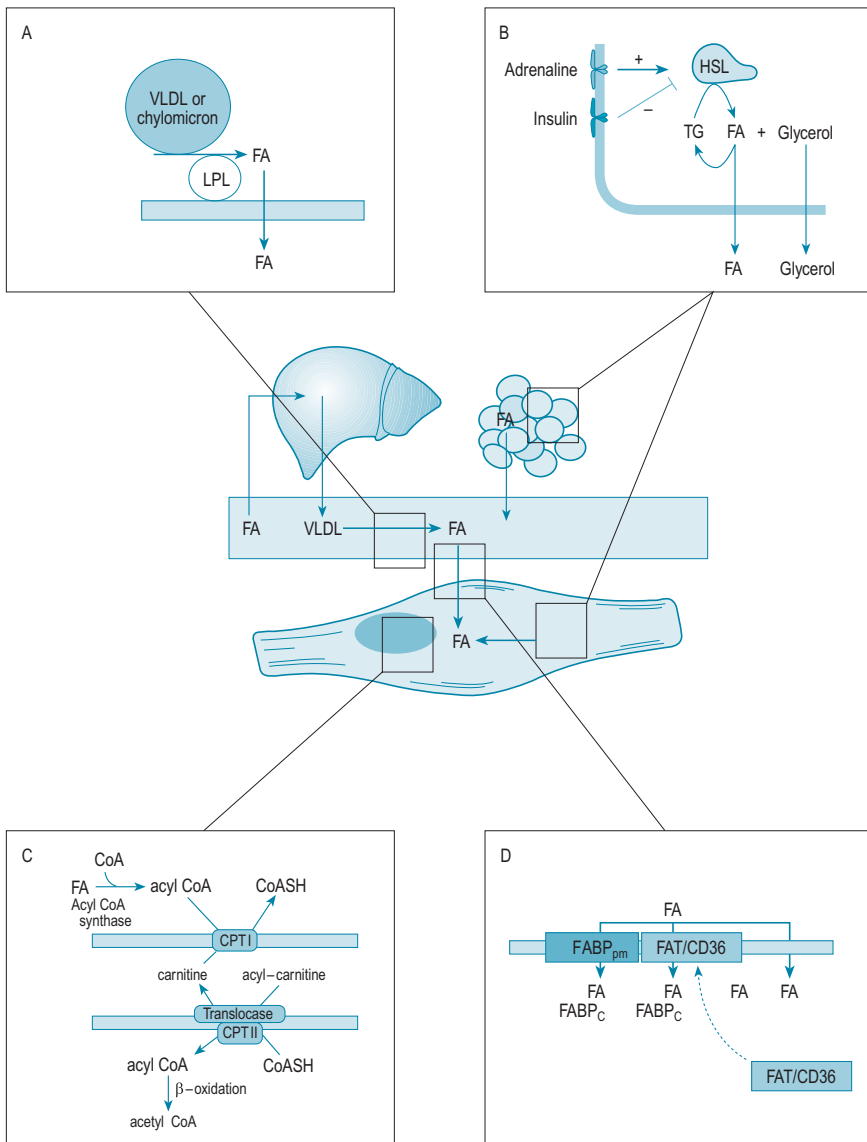 A
VLDL or
chylomicron
FA
LPL
FA
B
Adrenaline
+
HSL
Insulin
–
TG
FA
+
Glycerol
FA
Glycerol
FA
FA
VLDL
FA
FA
C
CoA
FA
acyl CoA
CoASH
Acyl CoA
synthase
CPT I
carnitine
acyl–carnitine
Translocase
CPT II
acyl CoA
CoASH
β–oxidation
acetyl CoA
D
FA
FABPpm
FAT/CD36
FA
FA
FA
FA
FABPC
FABPC
FAT/CD36